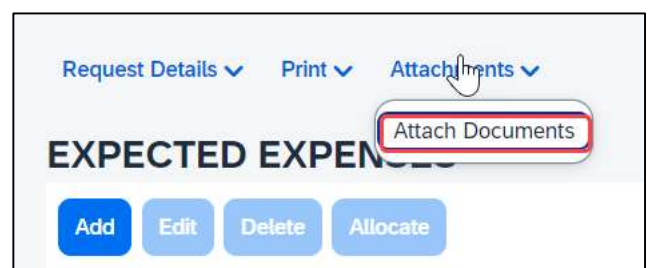 Request Details Print Attachments
Attach Documents
EXPECTED EXPENSES
Add Edit Delete Allocate